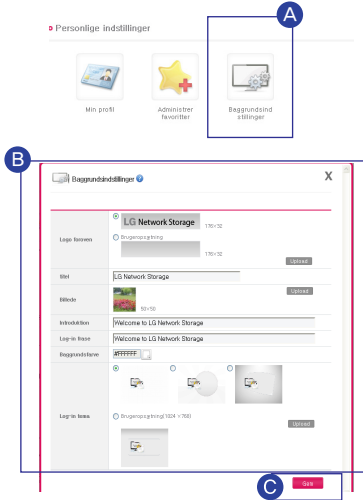 A
Personlige indstillinger
Min profil
Administrer favoritter
Baggrundsind stillinger
B
Baggrundsindstillinger
X
Logo foroven
LG Network Storage
176×52
Brugeropsætning
176×52
Upload
titel
LG Network Storage
Billede
50×50
Upload
Introduktion
Welcome to LG Network Storage
Log-in frase
Welcome to LG Network Storage
Baggrundsfarve
#FFFFFF
Log-in tema
Brugeropsætning(1024 ×768)
Upload
C
Gem